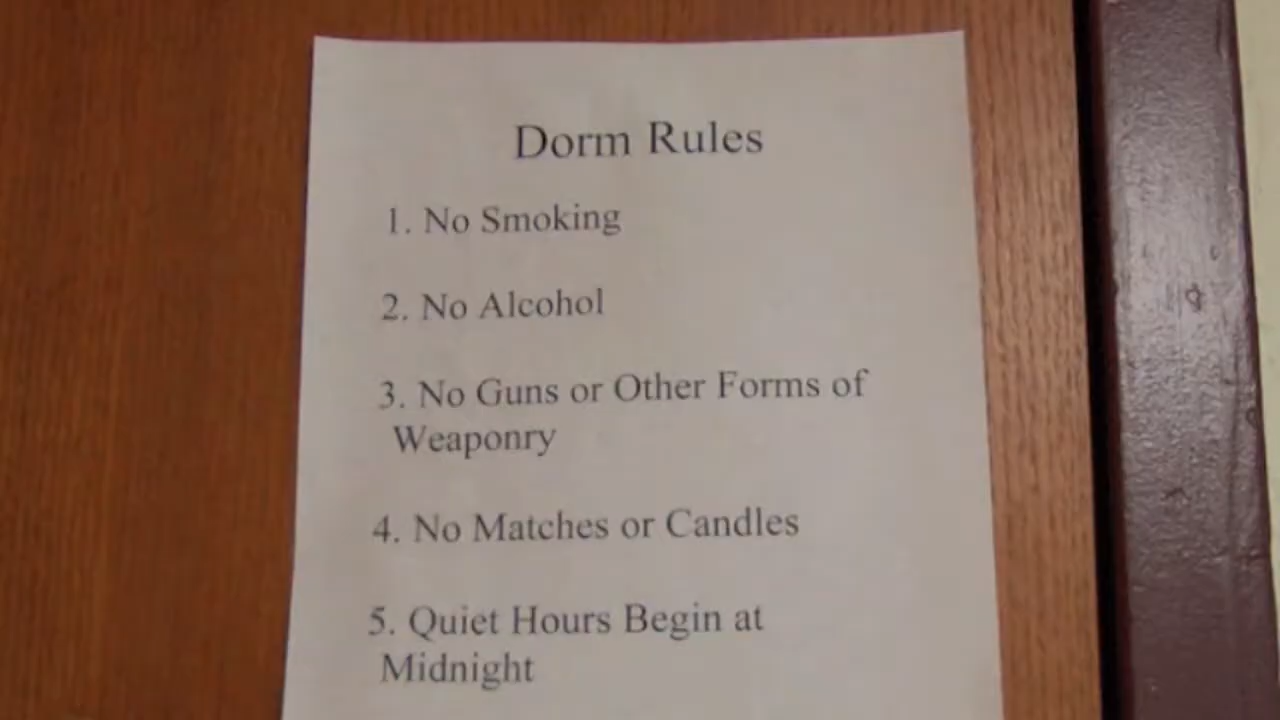 Dorm Rules
1. No Smoking
2. No Alcohol
3. No Guns or Other Forms of
Weaponry
4. No Matches or Candles
5. Quiet Hours Begin at
Midnight